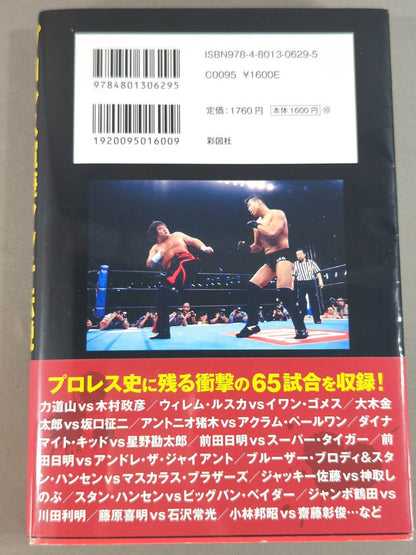 ISBN978-4-8013-0629-5
C0095 ¥1600E
9784801306295
定価：1760円 本体 1600円 ⑩
1920095016009
彩図社
プロレス史に残る衝撃の65試合を収録！
力道山vs木村政彦／ウィレム・ルスカvsイワン・ゴメス／大木金
太郎vs坂口征二／アントニオ猪木vsアクラム・ペールワン／ダイナ
マイト・キッドvs星野勘太郎／前田日明vsスーパー・タイガー／前
田日明vsアンドレ・ザ・ジャイアント／ブルーザー・ブロディ&スタ
ン・ハンセンvsマスカラス・ブラザーズ／ジャッキー佐藤vs神取し
のぶ／スタン・ハンセンvsビッグバン・ベイダー／ジャンボ鶴田vs
川田利明／藤原喜明vs石沢常光／小林邦昭vs齋藤彰俊…など